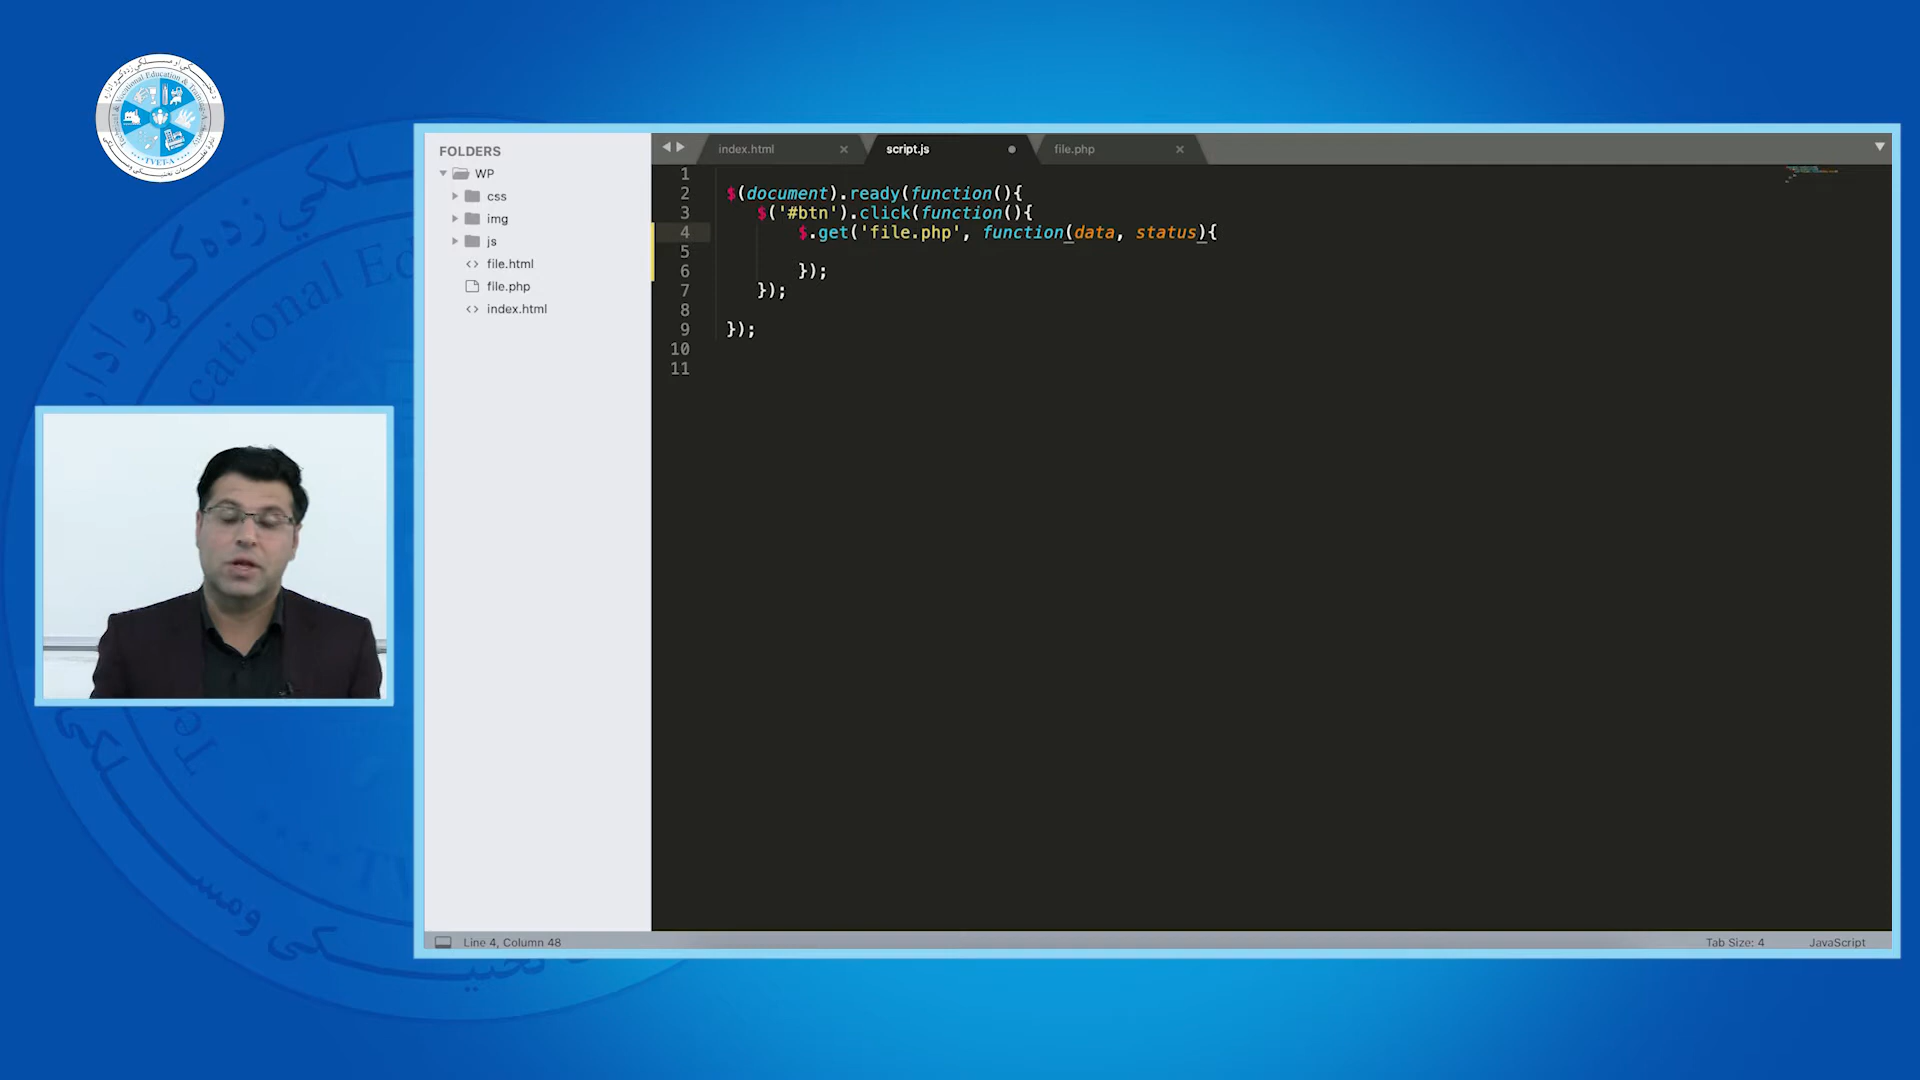 FOLDERS
WP
css
img
js
file.html
file.php
index.html
index.html
script.js
file.php
1
2 $(document).ready(function(){
3 $('#btn').click(function(){
4 $.get('file.php', function(data, status){
5
6 });
7 });
8
9 });
10
11
Line 4, Column 48
Tab Size: 4
JavaScript
TVET-A